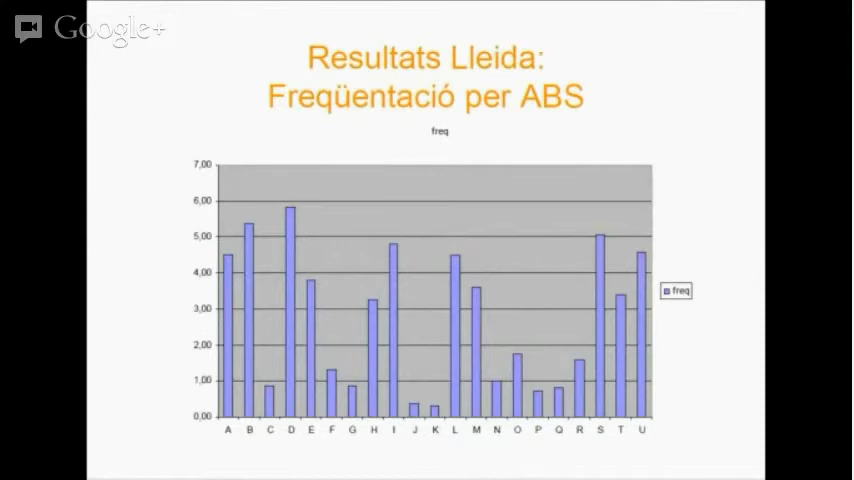 Google+
Resultats Lleida:
Freqüentació per ABS
freq
7,00
6,00
5,00
4,00
3,00
2,00
1,00
0,00
A B C D E F G H I J K L M N O P Q R S T U
freq